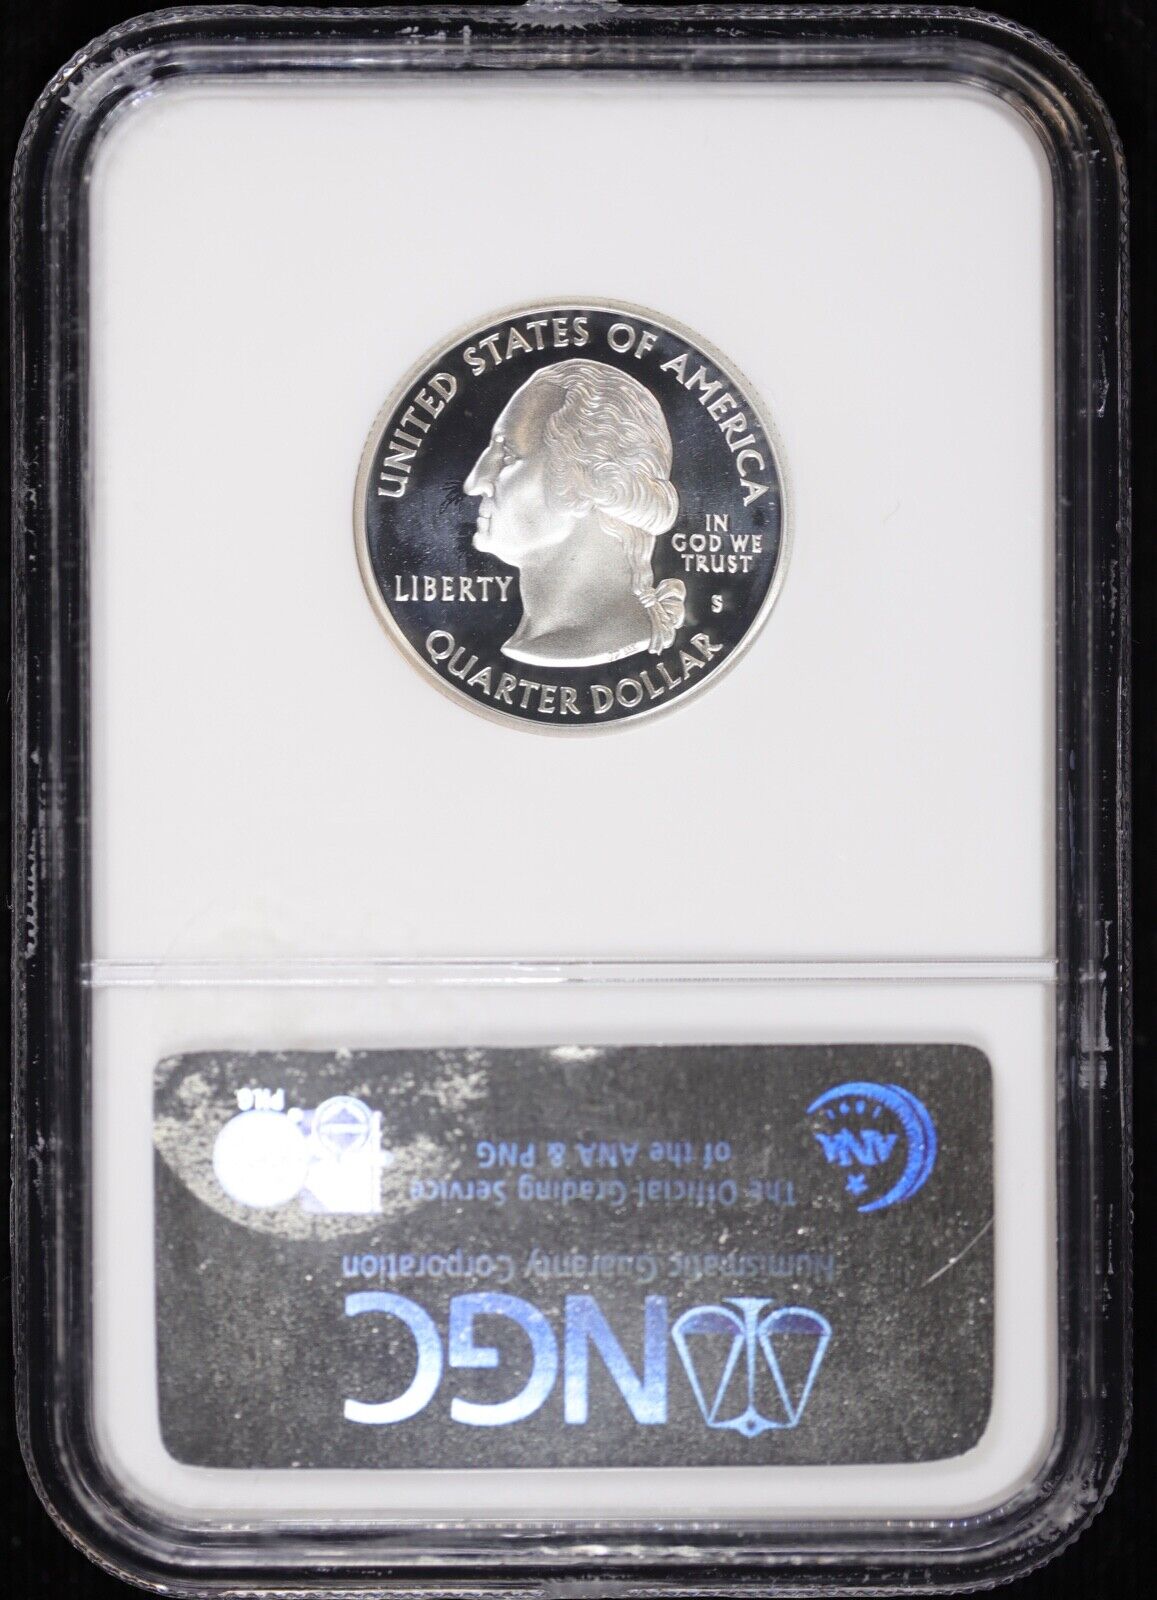 UNITED STATES OF AMERICA
IN
GOD WE
TRUST
LIBERTY
S
QUARTER DOLLAR
NGC
Numismatic Guaranty Corporation
The Official Grading Service
of the ANA & PNG
1891
ANA